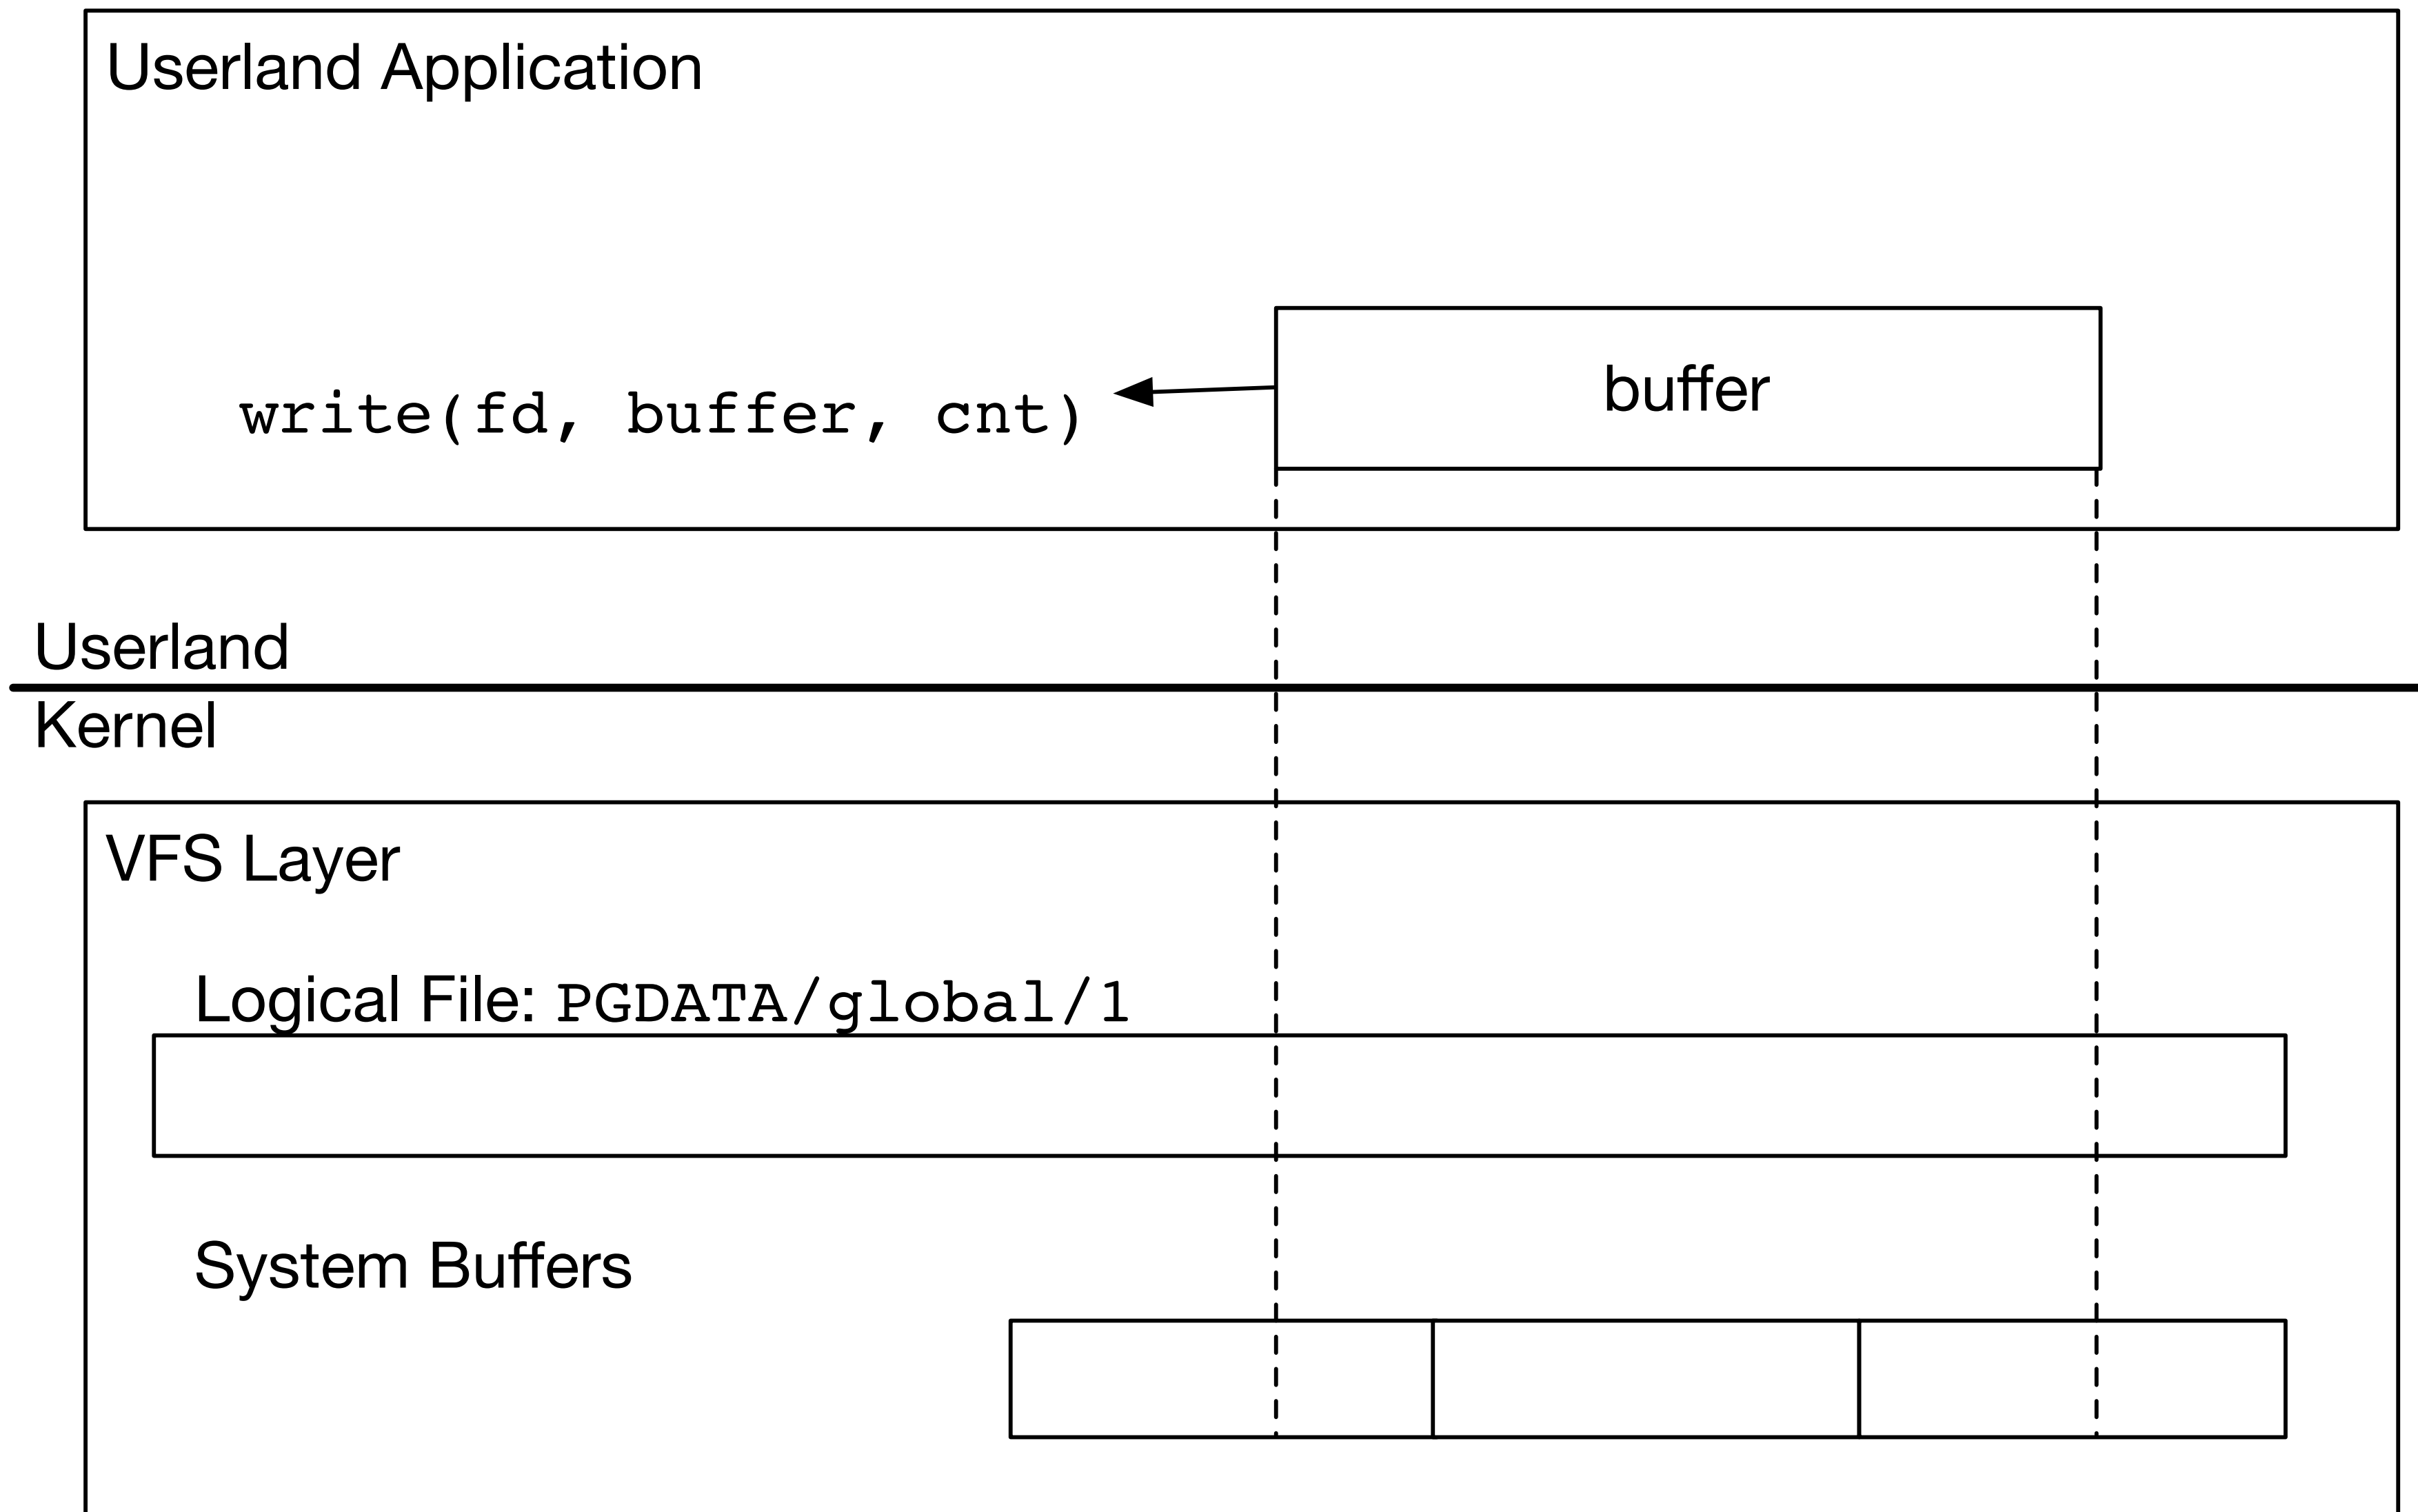 Userland Application
buffer
write(fd, buffer, cnt)
Userland
Kernel
VFS Layer
Logical File: PGDATA/global/1
System Buffers